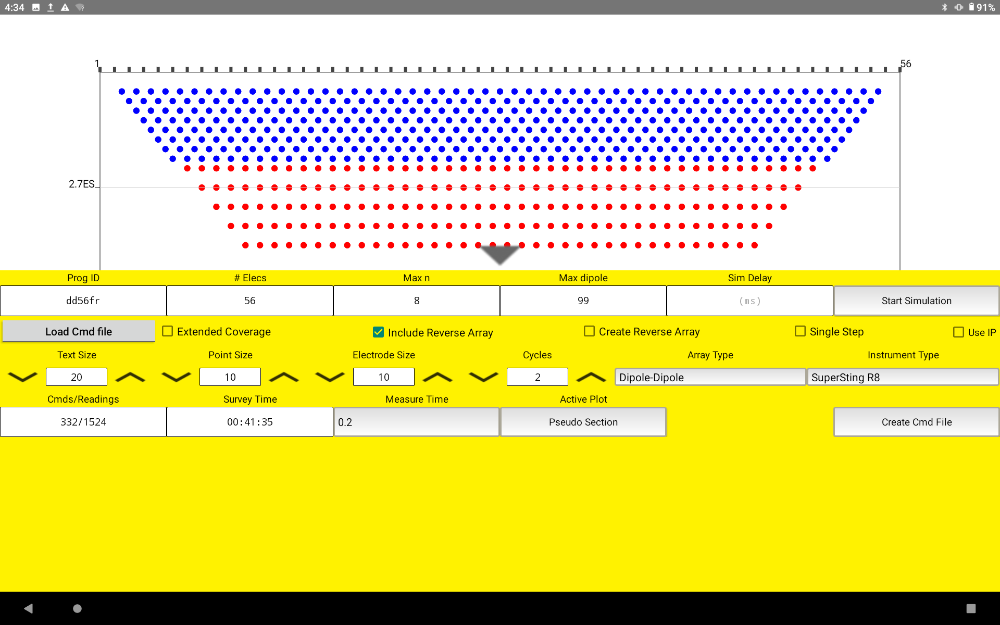 4:34 91%
1 56
2.7ES
Prog ID # Elecs Max n Max dipole Sim Delay
dd56fr 56 8 99 (ms) Start Simulation
Load Cmd file Extended Coverage Include Reverse Array Create Reverse Array Single Step Use IP
Text Size Point Size Electrode Size Cycles Array Type Instrument Type
20 10 10 2 Dipole-Dipole SuperSting R8
Cmds/Readings Survey Time Measure Time Active Plot
332/1524 00:41:35 0.2 Pseudo Section Create Cmd File